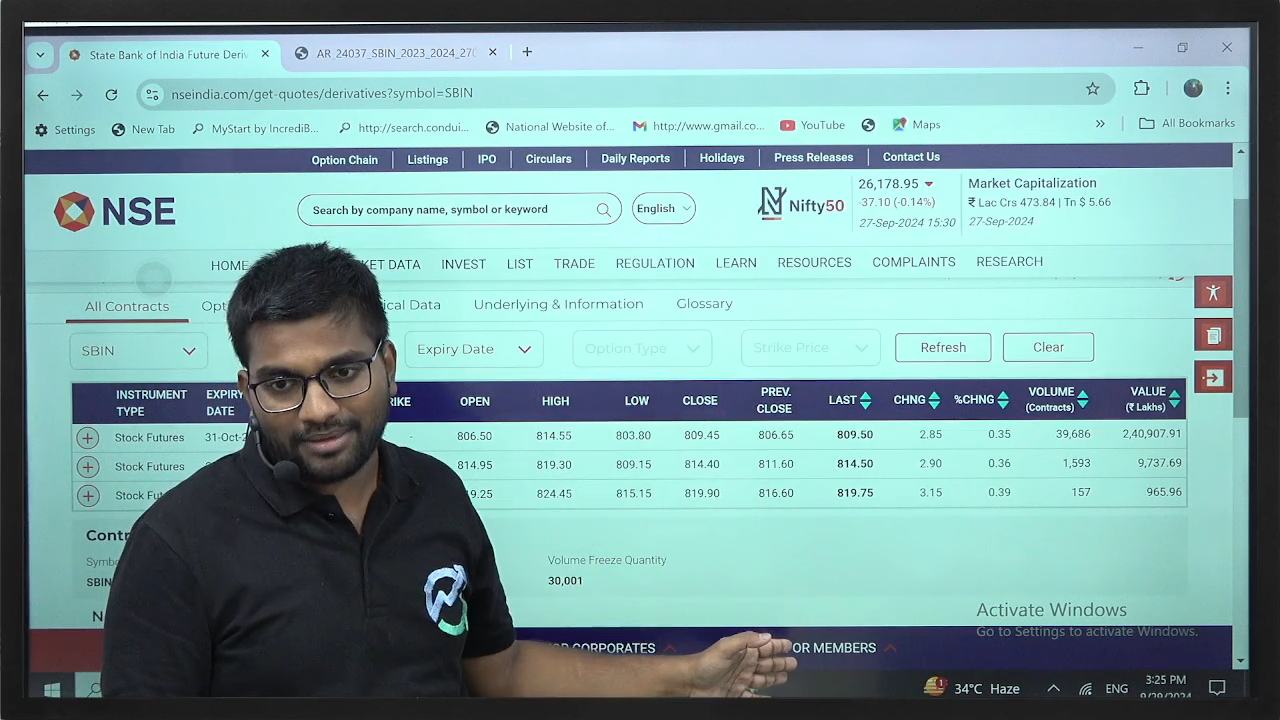 State Bank of India Future Deriv
AR_24037_SBIN_2023_2024_270
nseindia.com/get-quotes/derivatives?symbol=SBIN
Settings New Tab MyStart by IncrediB... http://search.condui... National Website of... http://www.gmail.co... YouTube Maps » All Bookmarks
Option Chain Listings IPO Circulars Daily Reports Holidays Press Releases Contact Us
NSE
Search by company name, symbol or keyword
English
Nifty50
26,178.95
-37.10 (-0.14%)
27-Sep-2024 15:30
Market Capitalization
₹ Lac Crs 473.84 | Tn $ 5.66
27-Sep-2024
HOME KET DATA INVEST LIST TRADE REGULATION LEARN RESOURCES COMPLAINTS RESEARCH
All Contracts Opt ical Data Underlying & Information Glossary
SBIN Expiry Date Option Type Strike Price Refresh Clear
INSTRUMENT TYPE EXPIRY DATE RIKE OPEN HIGH LOW CLOSE PREV. CLOSE LAST CHNG %CHNG VOLUME (Contracts) VALUE (₹ Lakhs)
Stock Futures 31-Oct-2 - 806.50 814.55 803.80 809.45 806.65 809.50 2.85 0.35 39,686 2,40,907.91
Stock Futures 814.95 819.30 809.15 814.40 811.60 814.50 2.90 0.36 1,593 9,737.69
Stock Futu 19.25 824.45 815.15 819.90 816.60 819.75 3.15 0.39 157 965.96
Contr
Symbo
SBIN
Volume Freeze Quantity
30,001
N
Activate Windows
Go to Settings to activate Windows.
OR CORPORATES OR MEMBERS
34°C Haze ENG 3:25 PM
9/29/2024